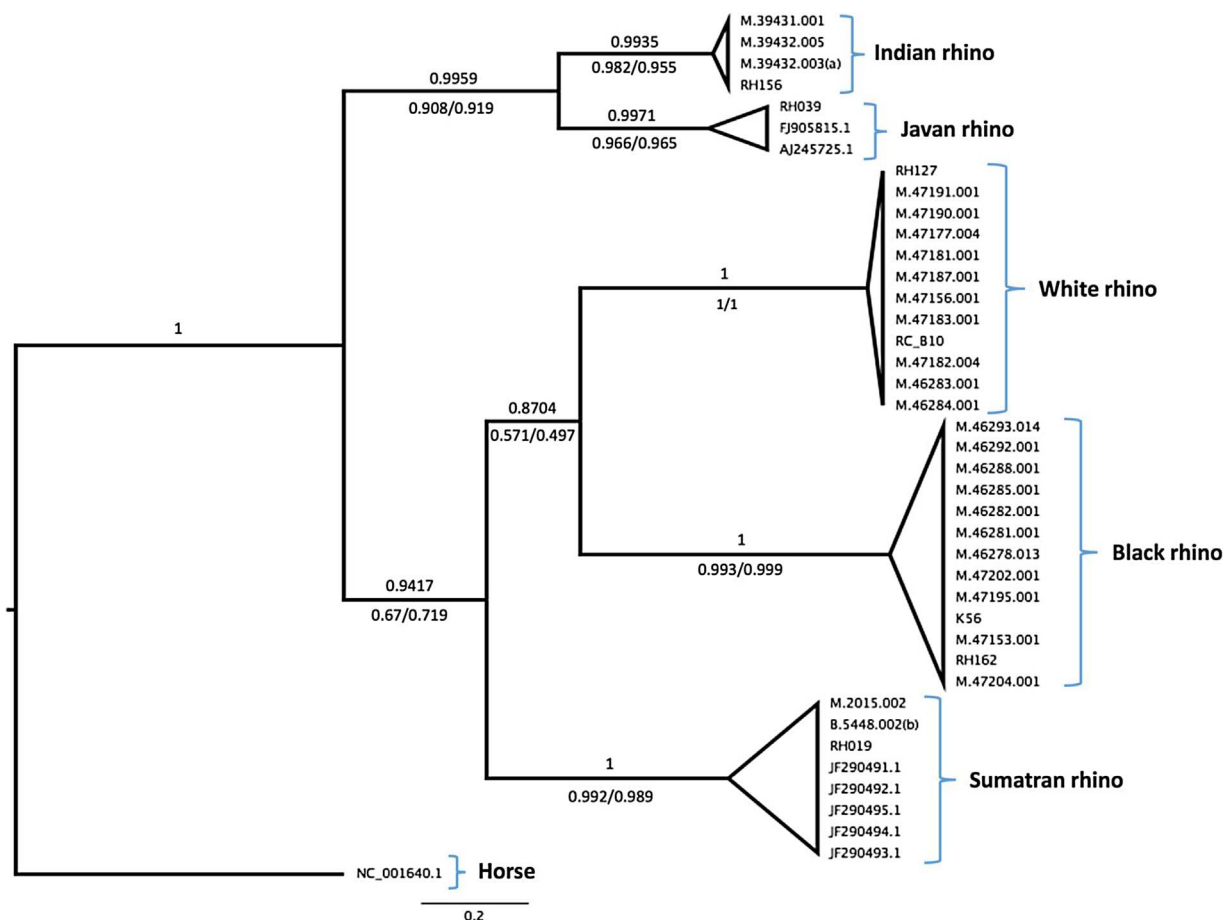 M.39431.001
M.39432.005
M.39432.003(a)
RH156
Indian rhino
0.9935
0.982/0.955
0.9959
0.908/0.919
RH039
FJ905815.1
AJ245725.1
Javan rhino
0.9971
0.966/0.965
RH127
M.47191.001
M.47190.001
M.47177.004
M.47181.001
M.47187.001
M.47156.001
M.47183.001
RC_B10
M.47182.004
M.46283.001
M.46284.001
White rhino
1
1/1
1
0.8704
0.571/0.497
M.46293.014
M.46292.001
M.46288.001
M.46285.001
M.46282.001
M.46281.001
M.46278.013
M.47202.001
M.47195.001
K56
M.47153.001
RH162
M.47204.001
Black rhino
1
0.993/0.999
0.9417
0.67/0.719
M.2015.002
B.5448.002(b)
RH019
JF290491.1
JF290492.1
JF290495.1
JF290494.1
JF290493.1
Sumatran rhino
1
0.992/0.989
NC_001640.1
Horse
0.2